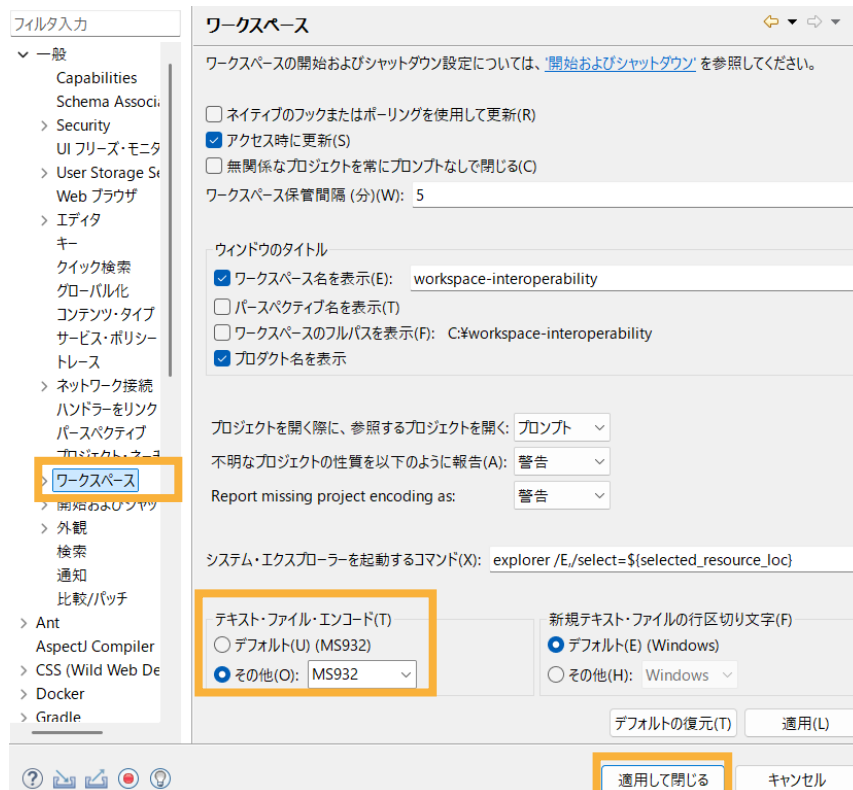 フィルタ入力
一般
Capabilities
Schema Associa
Security
UI フリーズ・モニタ
User Storage Se
Web ブラウザ
エディタ
キー
クイック検索
グローバル化
コンテンツ・タイプ
サービス・ポリシー
トレース
ネットワーク接続
ハンドラーをリンク
パースペクティブ
プロジェクト・ネーチ
ワークスペース
開始およびシャッ
外観
検索
通知
比較/パッチ
Ant
AspectJ Compiler
CSS (Wild Web De
Docker
Gradle
ワークスペース
ワークスペースの開始およびシャットダウン設定については、'開始およびシャットダウン' を参照してください。
ネイティブのフックまたはポーリングを使用して更新(R)
アクセス時に更新(S)
無関係なプロジェクトを常にプロンプトなしで閉じる(C)
ワークスペース保管間隔 (分)(W): 5
ウィンドウのタイトル
ワークスペース名を表示(E): workspace-interoperability
パースペクティブ名を表示(T)
ワークスペースのフルパスを表示(F): C:¥workspace-interoperability
プロダクト名を表示
プロジェクトを開く際に、参照するプロジェクトを開く: プロンプト
不明なプロジェクトの性質を以下のように報告(A): 警告
Report missing project encoding as: 警告
システム・エクスプローラーを起動するコマンド(X): explorer /E,/select=${selected_resource_loc}
テキスト・ファイル・エンコード(T)
デフォルト(U) (MS932)
その他(O): MS932
新規テキスト・ファイルの行区切り文字(F)
デフォルト(E) (Windows)
その他(H): Windows
デフォルトの復元(T) 適用(L)
適用して閉じる キャンセル